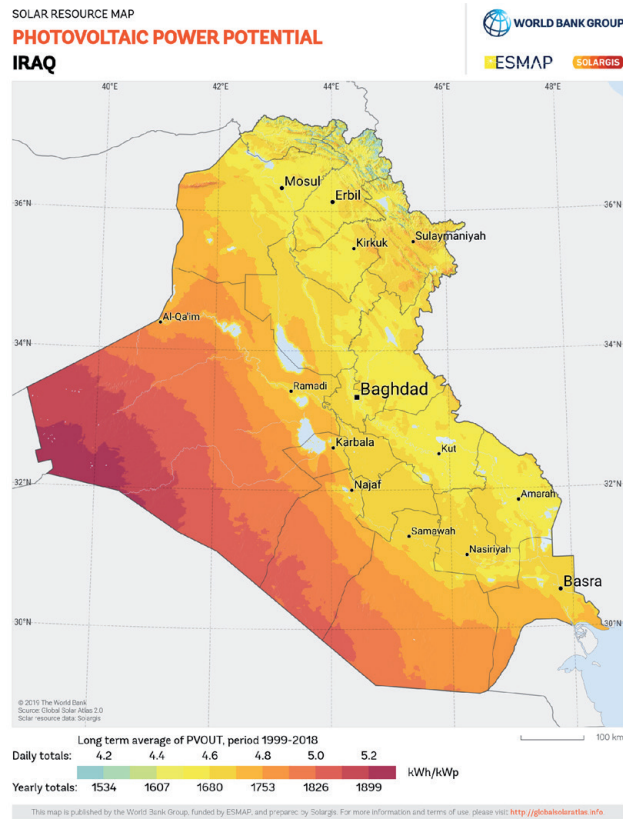 SOLAR RESOURCE MAP
PHOTOVOLTAIC POWER POTENTIAL
IRAQ
WORLD BANK GROUP
ESMAP
SOLARGIS
40°E 42°E 44°E 46°E 48°E
Mosul
Erbil
36°N 36°N
Sulaymaniyah
Kirkuk
Al-Qa'im
34°N 34°N
Ramadi
Baghdad
Karbala
Kut
32°N 32°N
Najaf
Amarah
Samawah
Nasiriyah
Basra
30°N 30°N
© 2019 The World Bank
Source: Global Solar Atlas 2.0
Solar resource data: Solargis
100 km
Long term average of PVOUT, period 1999-2018
Daily totals: 4.2 4.4 4.6 4.8 5.0 5.2
kWh/kWp
Yearly totals: 1534 1607 1680 1753 1826 1899
This map is published by the World Bank Group, funded by ESMAP, and prepared by Solargis. For more information and terms of use, please visit http://globalsolaratlas.info